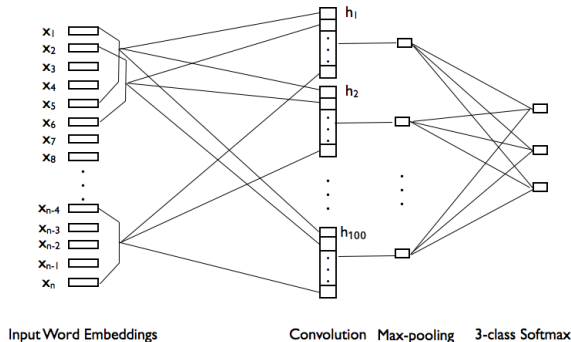 x1
x2
x3
x4
x5
x6
x7
x8
xn-4
xn-3
xn-2
xn-1
xn
h1
h2
h100
Input Word Embeddings
Convolution
Max-pooling
3-class Softmax